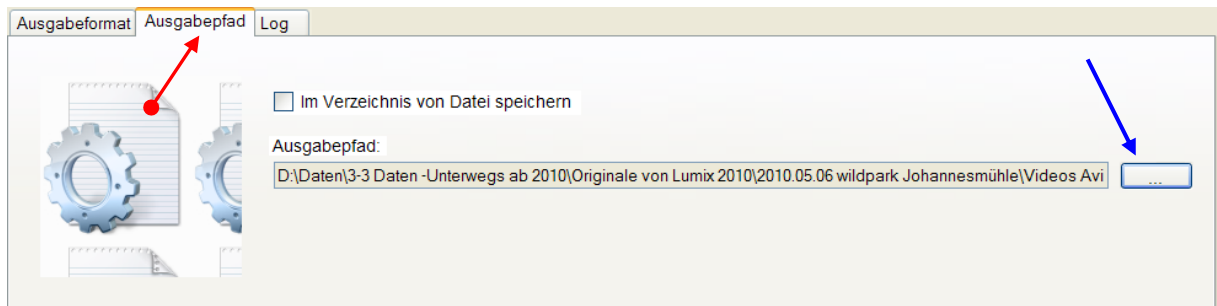 Ausgabeformat Ausgabepfad Log
Im Verzeichnis von Datei speichern
Ausgabepfad:
D:\Daten\3-3 Daten -Unterwegs ab 2010\Originale von Lumix 2010\2010.05.06 wildpark Johannesmühle\Videos Avi ...